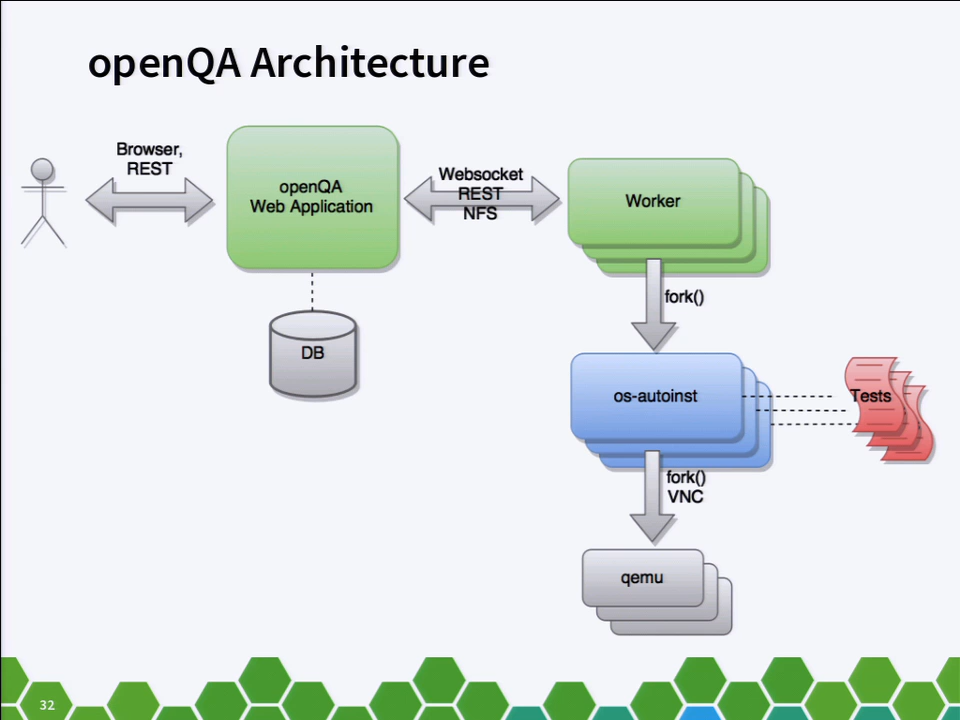 openQA Architecture
Browser,
REST
openQA
Web Application
Websocket
REST
NFS
Worker
fork()
DB
os-autoinst
Tests
fork()
VNC
qemu
32